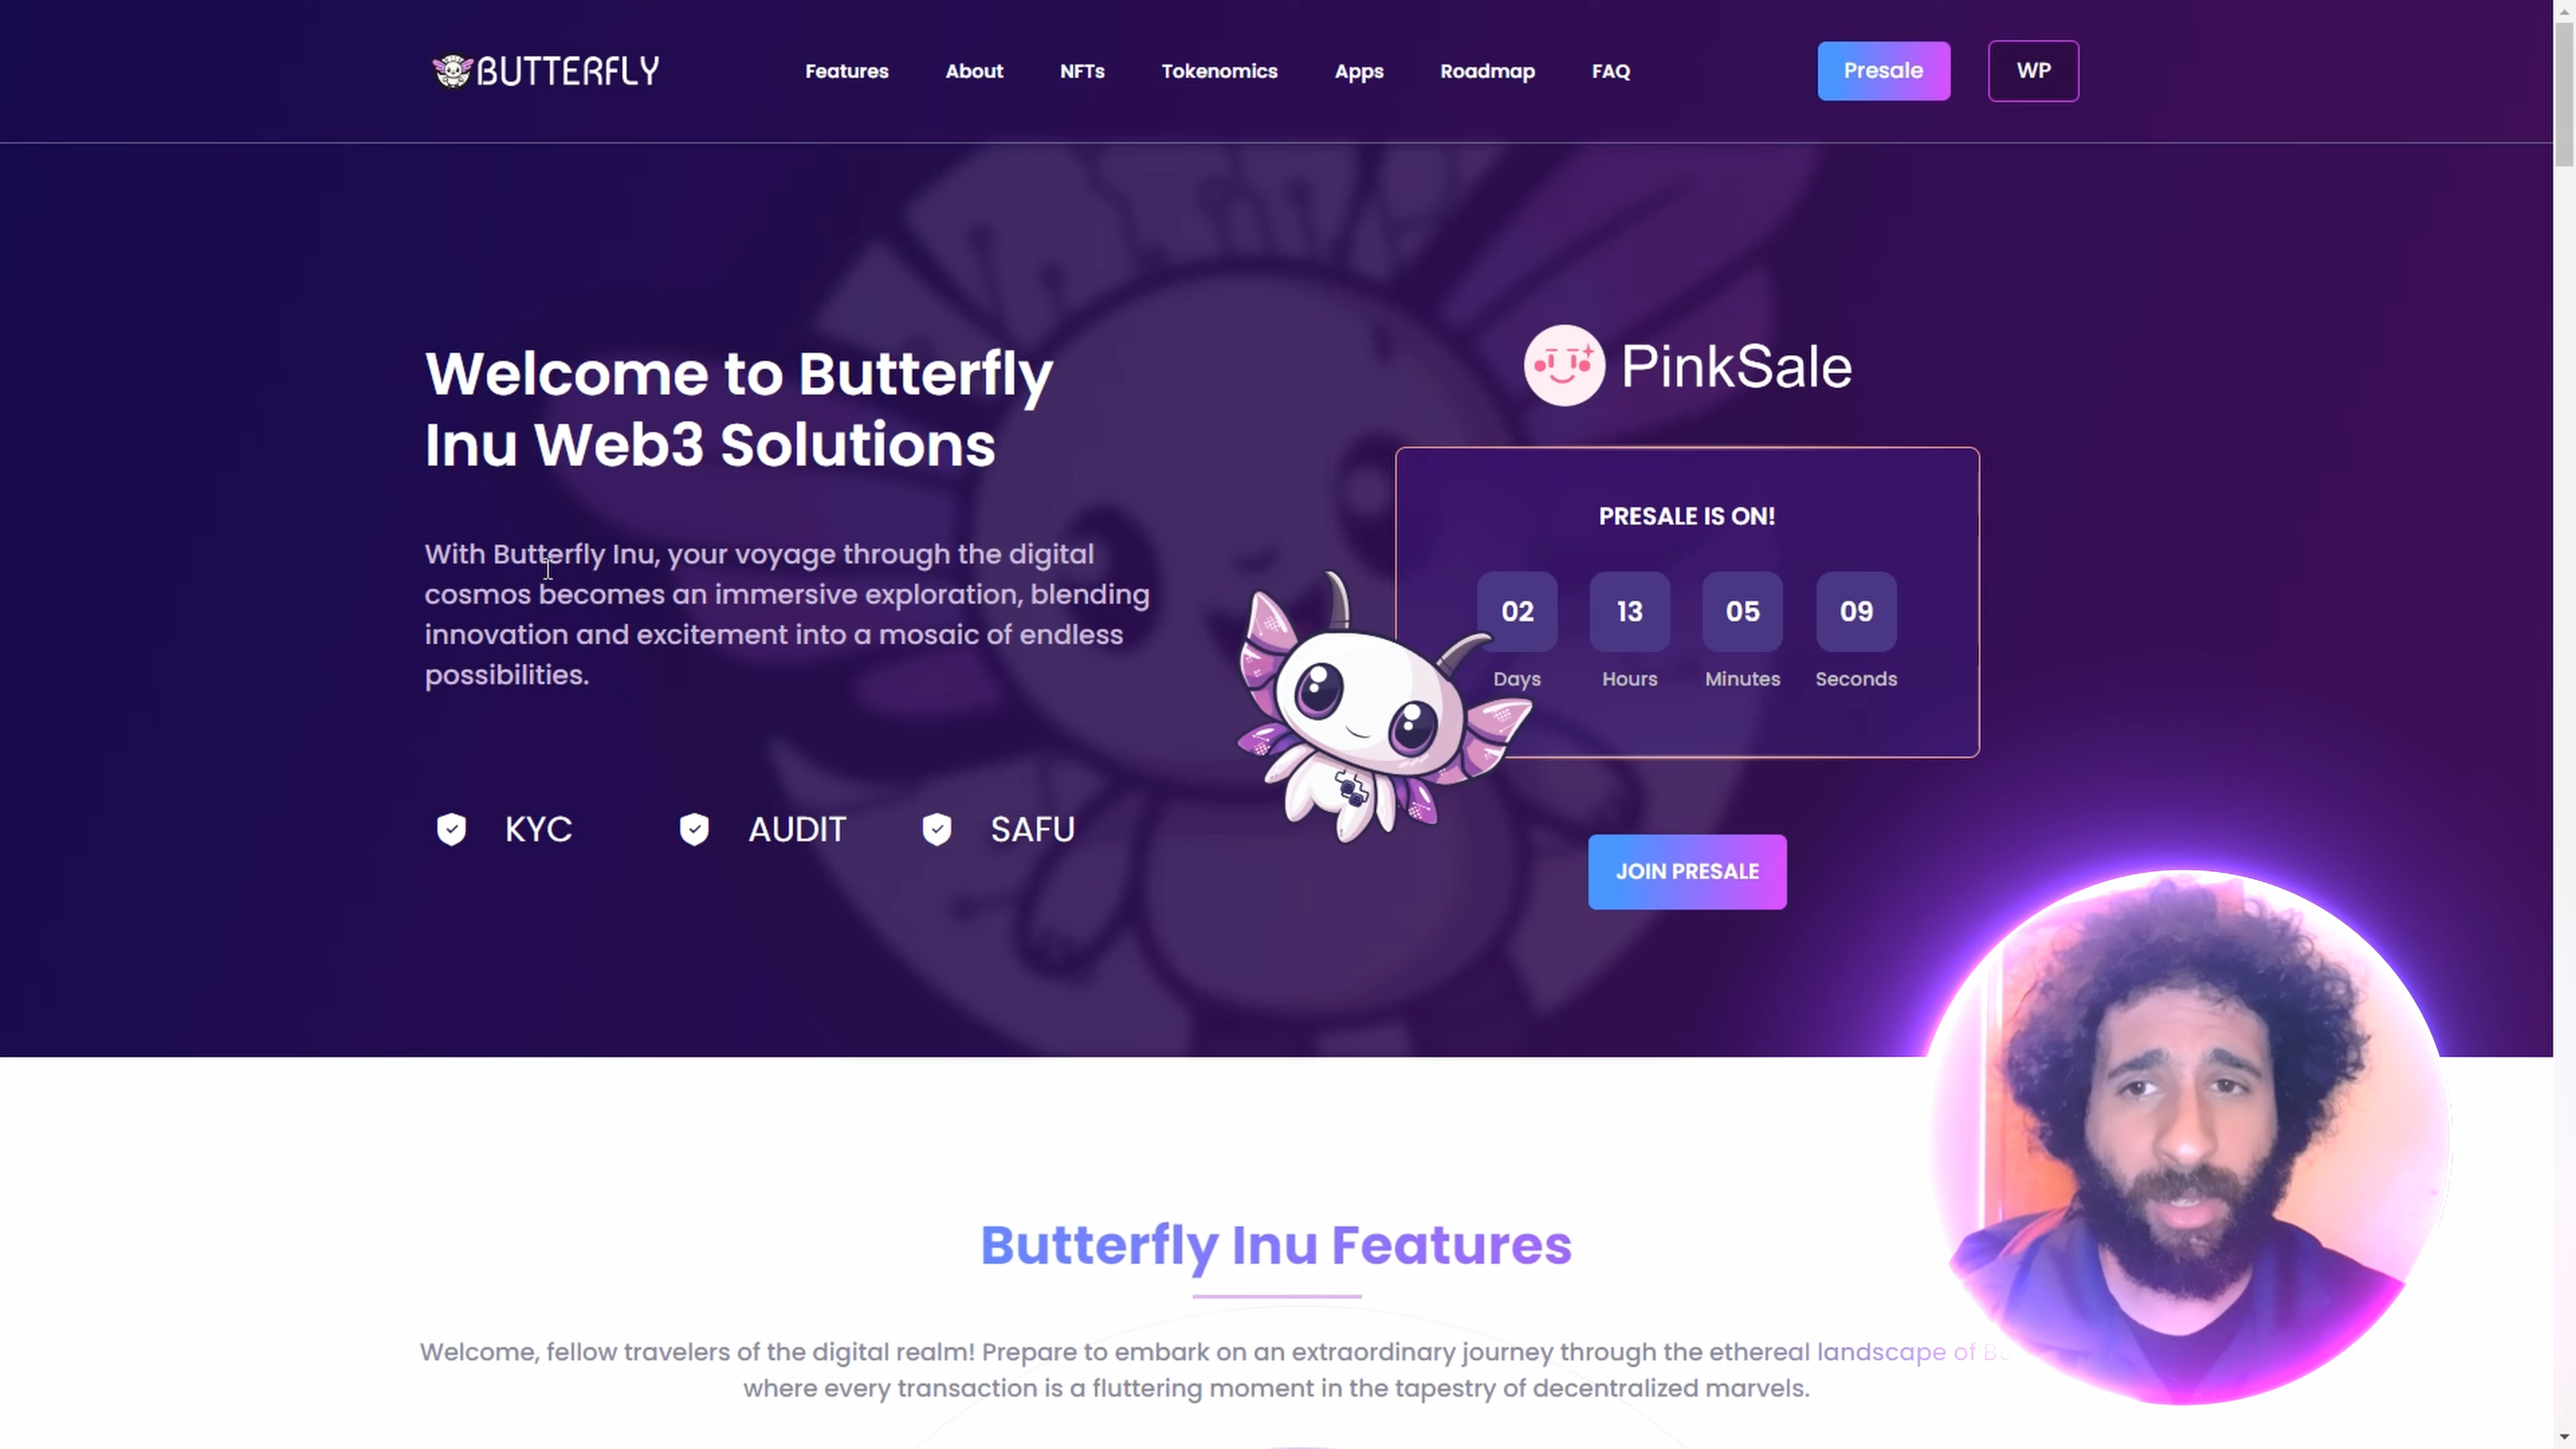 BUTTERFLY
Features
About
NFTs
Tokenomics
Apps
Roadmap
FAQ
Presale
WP
Welcome to Butterfly
Inu Web3 Solutions
With Butterfly Inu, your voyage through the digital
cosmos becomes an immersive exploration, blending
innovation and excitement into a mosaic of endless
possibilities.
KYC
AUDIT
SAFU
PinkSale
PRESALE IS ON!
02 13 05 09
Days Hours Minutes Seconds
JOIN PRESALE
Butterfly Inu Features
Welcome, fellow travelers of the digital realm! Prepare to embark on an extraordinary journey through the ethereal landscape of
where every transaction is a fluttering moment in the tapestry of decentralized marvels.